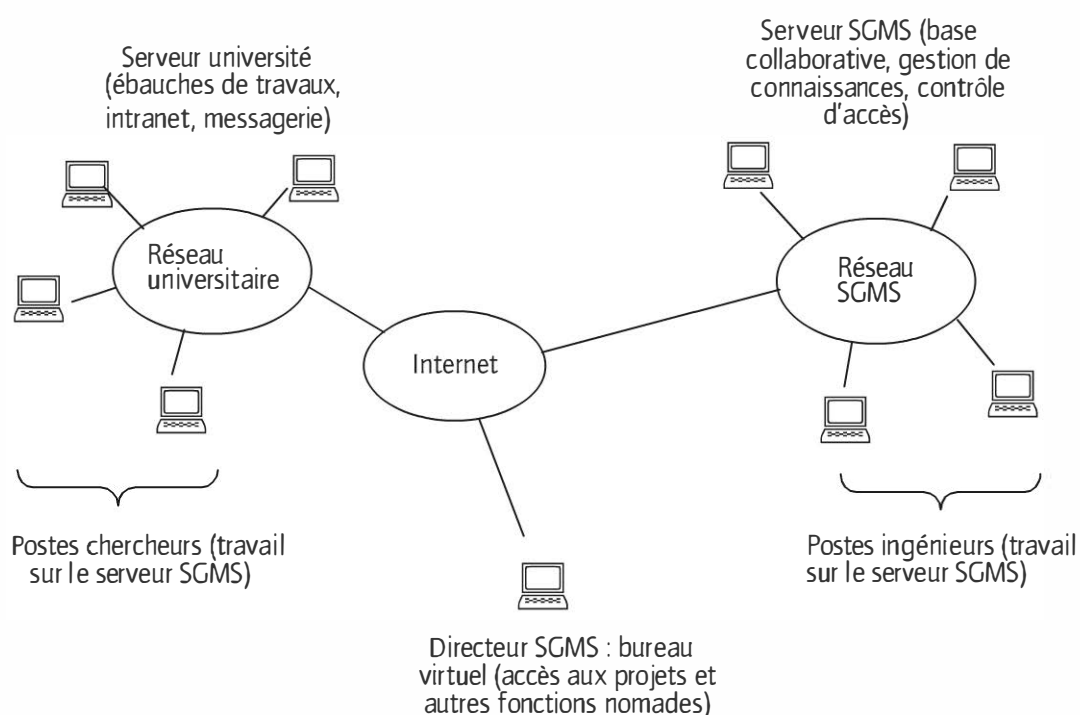 Serveur université
(ébauches de travaux,
intranet, messagerie)
Serveur SGMS (base
collaborative, gestion de
connaissances, contrôle
d'accès)
Réseau
universitaire
Réseau
SGMS
Internet
Postes chercheurs (travail
sur le serveur SGMS)
Postes ingénieurs (travail
sur le serveur SGMS)
Directeur SGMS : bureau
virtuel (accès aux projets et
autres fonctions nomades)